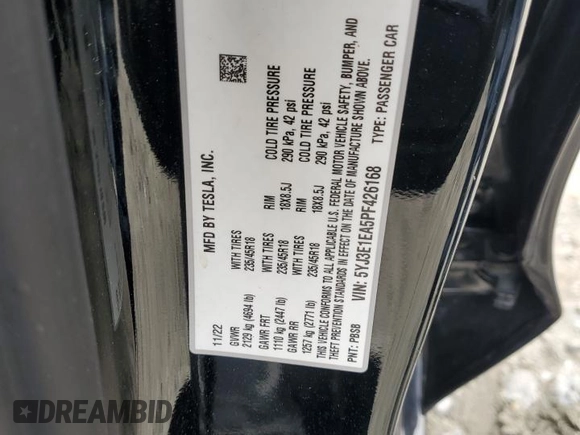 MFD BY TESLA, INC.
11/22
GVWR
2129 kg (4694 lb)
GAWR FRT WITH TIRES RIM COLD TIRE PRESSURE
1110 kg (2447 lb) 235/45R18 18X8.5J 290 kPa, 42 psi
GAWR RR WITH TIRES RIM COLD TIRE PRESSURE
1257 kg (2771 lb) 235/45R18 18X8.5J 290 kPa, 42 psi
THIS VEHICLE CONFORMS TO ALL APPLICABLE U.S. FEDERAL MOTOR VEHICLE SAFETY, BUMPER, AND
THEFT PREVENTION STANDARDS IN EFFECT ON THE DATE OF MANUFACTURE SHOWN ABOVE.
VIN: 5YJ3E1EA5PF426168
PNT: PBSB TYPE: PASSENGER CAR
DREAMBID